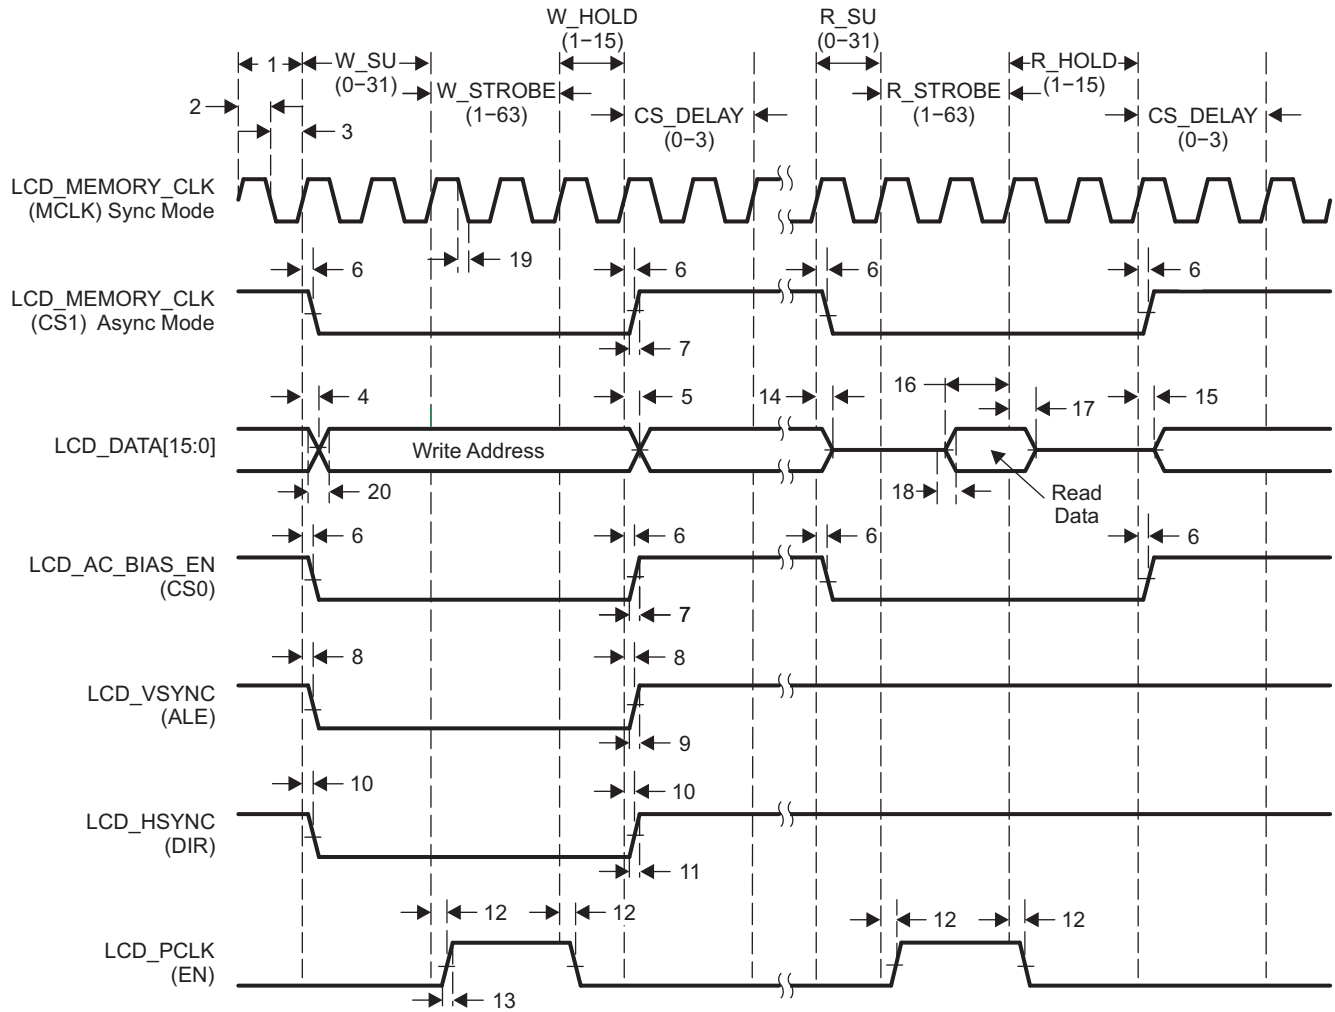 W_HOLD
(1−15)
R_SU
(0−31)
1
W_SU
(0−31)
R_HOLD
(1−15)
W_STROBE
(1−63)
R_STROBE
(1−63)
2
CS_DELAY
(0−3)
CS_DELAY
(0−3)
3
LCD_MEMORY_CLK
(MCLK) Sync Mode
19
6
6
6
6
LCD_MEMORY_CLK
(CS1) Async Mode
7
4
5
14
16
17
15
LCD_DATA[15:0]
Write Address
20
18
Read
Data
6
6
6
6
LCD_AC_BIAS_EN
(CS0)
7
8
8
LCD_VSYNC
(ALE)
9
10
10
LCD_HSYNC
(DIR)
11
12
12
12
12
LCD_PCLK
(EN)
13